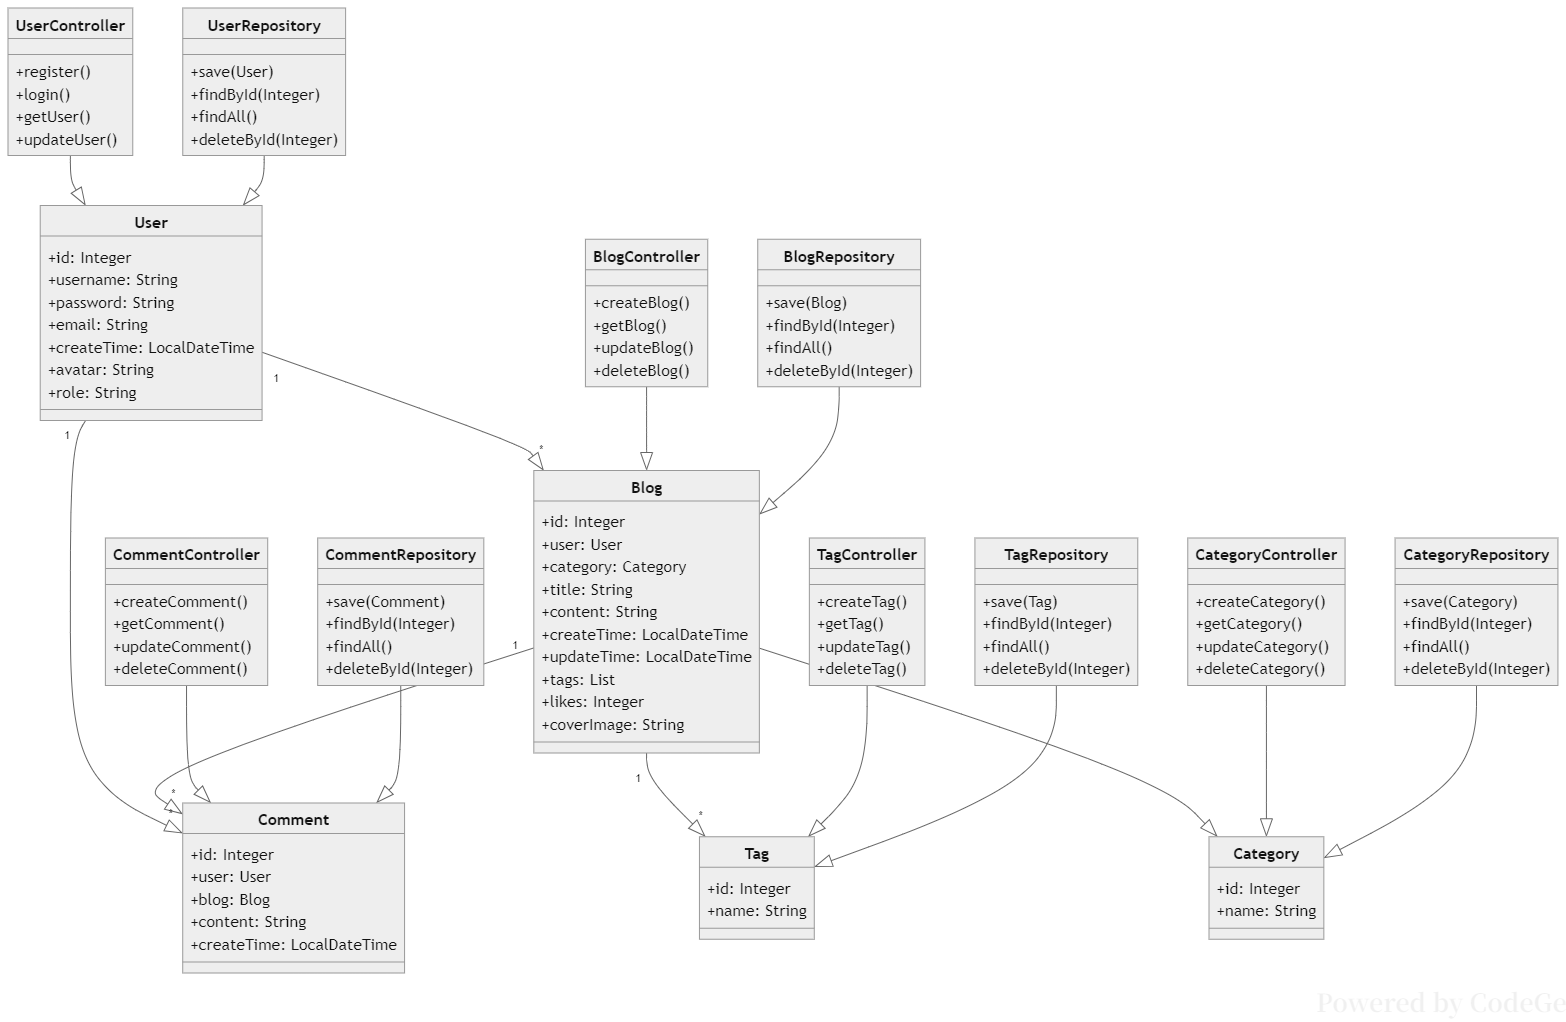 UserController
+register()
+login()
+getUser()
+updateUser()
UserRepository
+save(User)
+findById(Integer)
+findAll()
+deleteById(Integer)
User
+id: Integer
+username: String
+password: String
+email: String
+createTime: LocalDateTime
+avatar: String
+role: String
1
1
BlogController
+createBlog()
+getBlog()
+updateBlog()
+deleteBlog()
BlogRepository
+save(Blog)
+findById(Integer)
+findAll()
+deleteById(Integer)
*
Blog
+id: Integer
+user: User
+category: Category
+title: String
+content: String
+createTime: LocalDateTime
+updateTime: LocalDateTime
+tags: List
+likes: Integer
+coverImage: String
1
1
CommentController
+createComment()
+getComment()
+updateComment()
+deleteComment()
CommentRepository
+save(Comment)
+findById(Integer)
+findAll()
+deleteById(Integer)
TagController
+createTag()
+getTag()
+updateTag()
+deleteTag()
TagRepository
+save(Tag)
+findById(Integer)
+findAll()
+deleteById(Integer)
CategoryController
+createCategory()
+getCategory()
+updateCategory()
+deleteCategory()
CategoryRepository
+save(Category)
+findById(Integer)
+findAll()
+deleteById(Integer)
*
*
Comment
+id: Integer
+user: User
+blog: Blog
+content: String
+createTime: LocalDateTime
*
Tag
+id: Integer
+name: String
Category
+id: Integer
+name: String
Powered by CodeGe